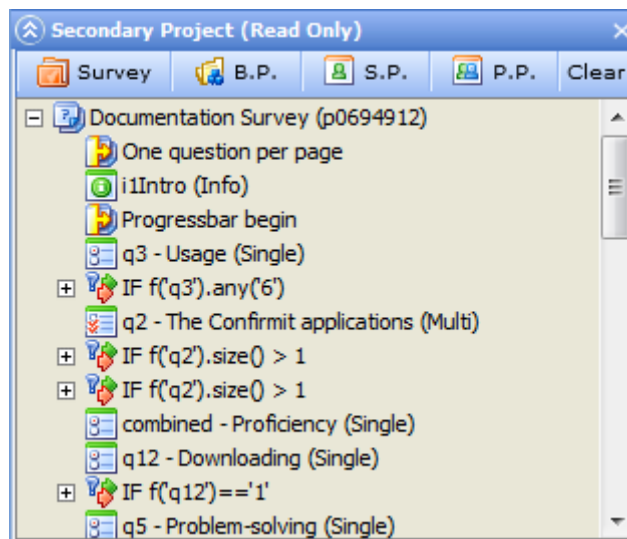 Secondary Project (Read Only)
Survey B.P. S.P. P.P. Clear
Documentation Survey (p0694912)
One question per page
i1Intro (Info)
Progressbar begin
q3 - Usage (Single)
IF f('q3').any('6')
q2 - The Confirmit applications (Multi)
IF f('q2').size() > 1
IF f('q2').size() > 1
combined - Proficiency (Single)
q12 - Downloading (Single)
IF f('q12')=='1'
q5 - Problem-solving (Single)